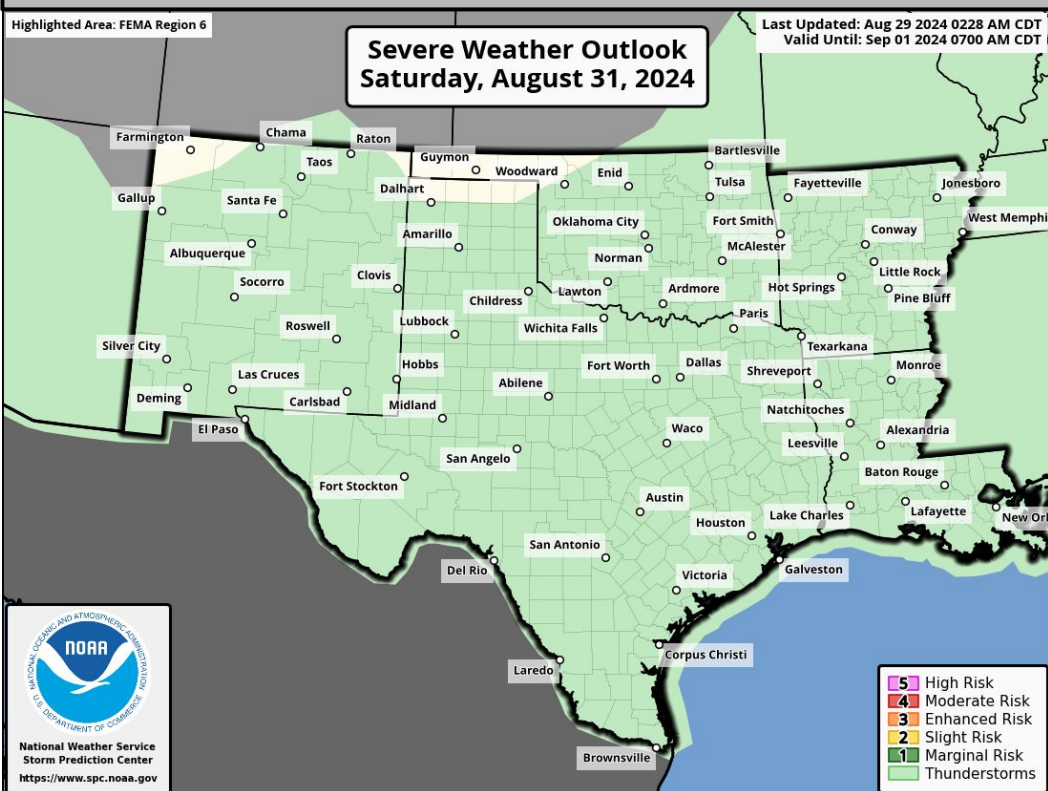 Highlighted Area: FEMA Region 6
Last Updated: Aug 29 2024 0228 AM CDT
Valid Until: Sep 01 2024 0700 AM CDT
Severe Weather Outlook
Saturday, August 31, 2024
Farmington
Chama
Raton
Taos
Guymon
Woodward
Enid
Bartlesville
Tulsa
Fayetteville
Jonesboro
Gallup
Santa Fe
Dalhart
Oklahoma City
Fort Smith
West Memphi
Conway
Albuquerque
Amarillo
Norman
McAlester
Little Rock
Socorro
Clovis
Childress
Lawton
Ardmore
Hot Springs
Pine Bluff
Roswell
Lubbock
Wichita Falls
Paris
Texarkana
Silver City
Las Cruces
Hobbs
Fort Worth
Dallas
Shreveport
Monroe
Deming
Carlsbad
Midland
Abilene
Natchitoches
El Paso
Waco
Leesville
Alexandria
San Angelo
Baton Rouge
Fort Stockton
Austin
Houston
Lake Charles
Lafayette
New Orl
San Antonio
Del Rio
Galveston
Victoria
Corpus Christi
Laredo
Brownsville
NATIONAL OCEANIC AND ATMOSPHERIC ADMINISTRATION
NOAA
U.S. DEPARTMENT OF COMMERCE
National Weather Service
Storm Prediction Center
https://www.spc.noaa.gov
5 High Risk
4 Moderate Risk
3 Enhanced Risk
2 Slight Risk
1 Marginal Risk
Thunderstorms